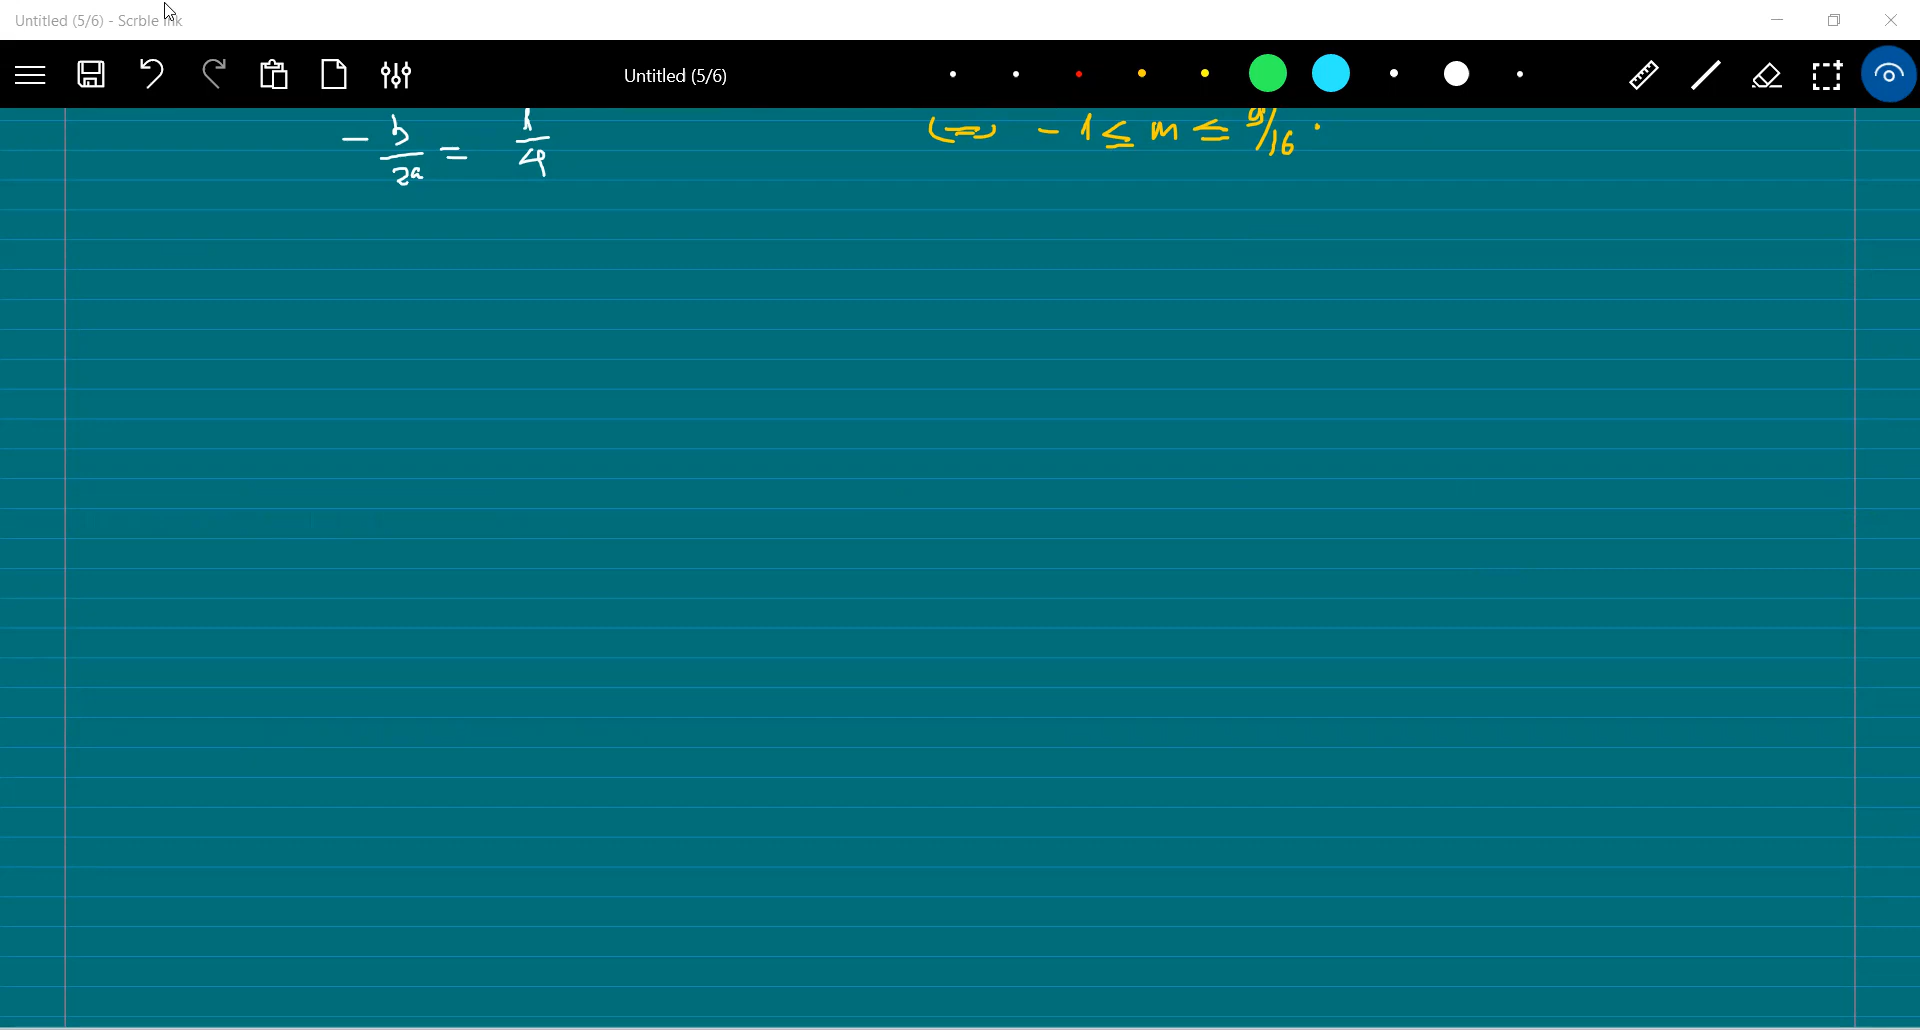 Untitled (5/6) - Scrble Ink
Untitled (5/6)
- b/2a = 1/4
⇔ - 1 ≤ m ≤ 9/16 .